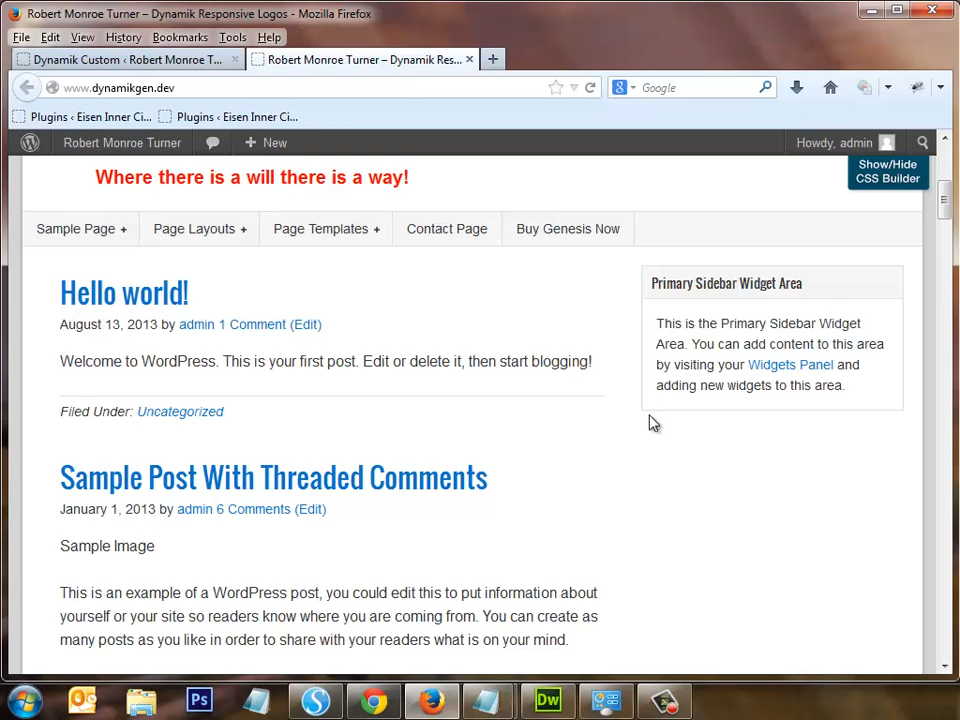 Robert Monroe Turner – Dynamik Responsive Logos - Mozilla Firefox
File Edit View History Bookmarks Tools Help
Dynamik Custom ‹ Robert Monroe T... × Robert Monroe Turner – Dynamik Res... × +
www.dynamikgen.dev Google
Plugins ‹ Eisen Inner Ci... Plugins ‹ Eisen Inner Ci...
Robert Monroe Turner + New Howdy, admin
Show/Hide
CSS Builder
Where there is a will there is a way!
Sample Page + Page Layouts + Page Templates + Contact Page Buy Genesis Now
Hello world!
August 13, 2013 by admin 1 Comment (Edit)
Welcome to WordPress. This is your first post. Edit or delete it, then start blogging!
Filed Under: Uncategorized
Primary Sidebar Widget Area
This is the Primary Sidebar Widget
Area. You can add content to this area
by visiting your Widgets Panel and
adding new widgets to this area.
Sample Post With Threaded Comments
January 1, 2013 by admin 6 Comments (Edit)
Sample Image
This is an example of a WordPress post, you could edit this to put information about
yourself or your site so readers know where you are coming from. You can create as
many posts as you like in order to share with your readers what is on your mind.
Ps
Dw